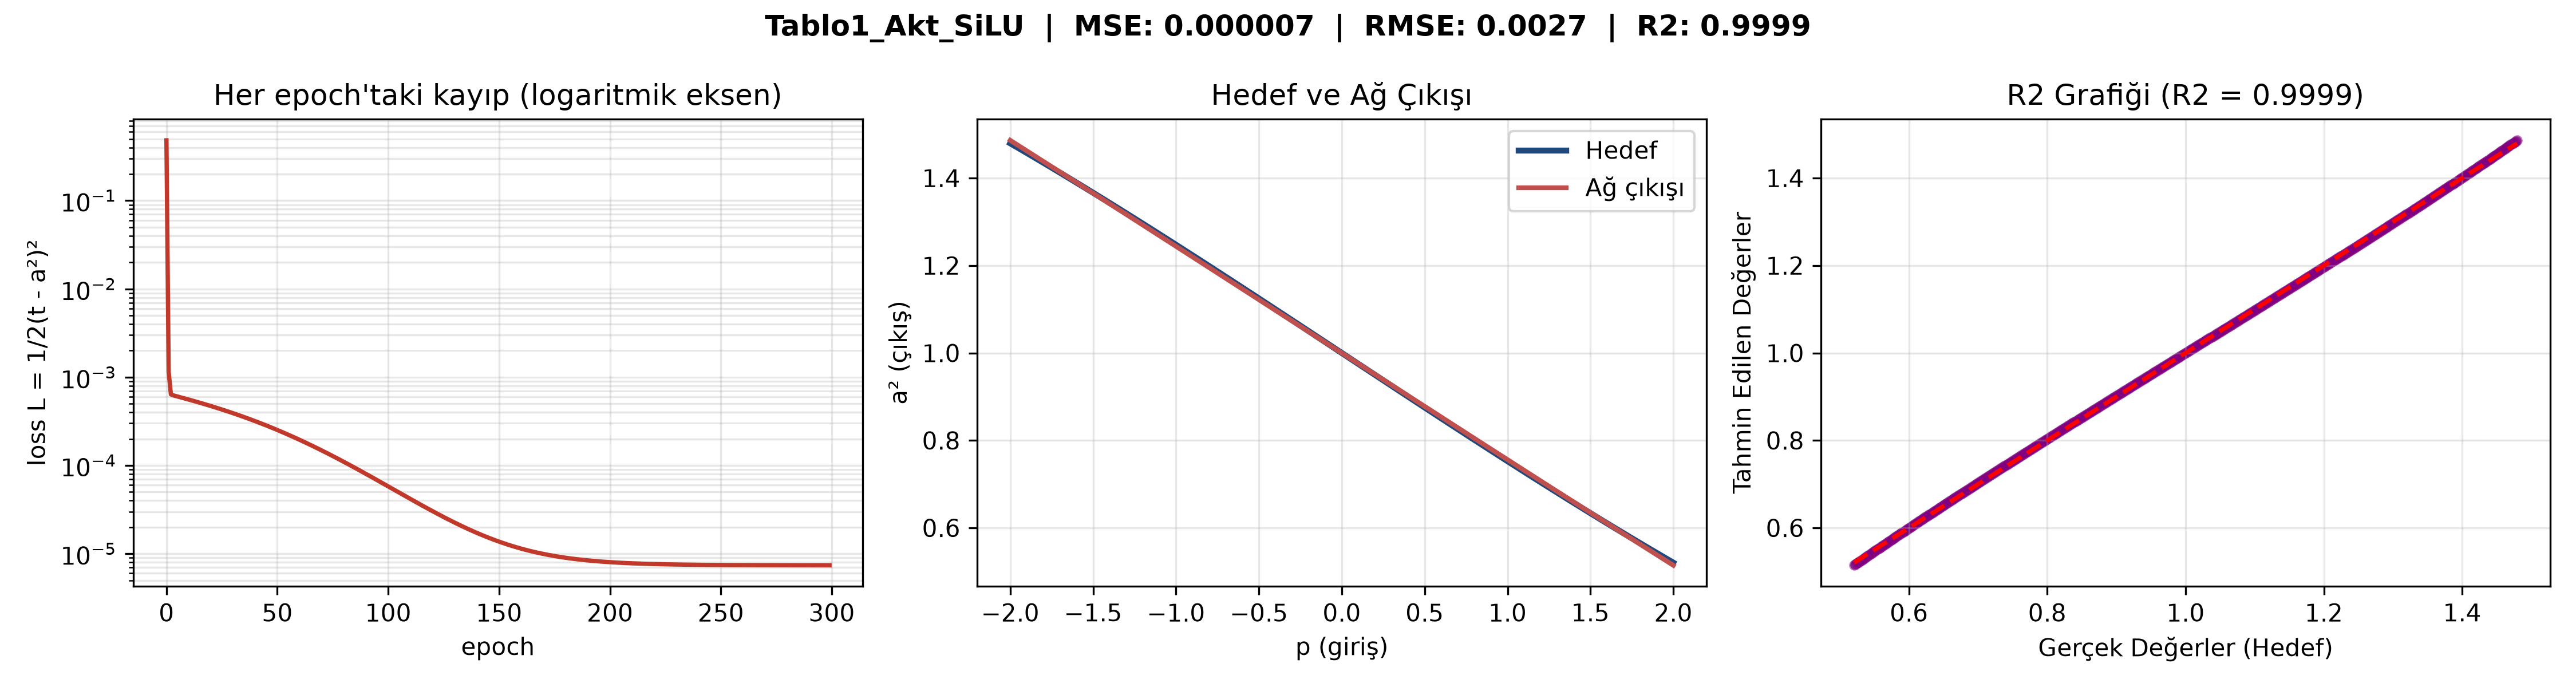 Tablo1_Akt_SiLU | MSE: 0.000007 | RMSE: 0.0027 | R2: 0.9999
Her epoch'taki kayıp (logaritmik eksen)
loss L = 1/2(t - a²)²
10⁻¹
10⁻²
10⁻³
10⁻⁴
10⁻⁵
0 50 100 150 200 250 300
epoch
Hedef ve Ağ Çıkışı
Hedef
Ağ çıkışı
a² (çıkış)
1.4
1.2
1.0
0.8
0.6
−2.0 −1.5 −1.0 −0.5 0.0 0.5 1.0 1.5 2.0
p (giriş)
R2 Grafiği (R2 = 0.9999)
Tahmin Edilen Değerler
1.4
1.2
1.0
0.8
0.6
0.6 0.8 1.0 1.2 1.4
Gerçek Değerler (Hedef)